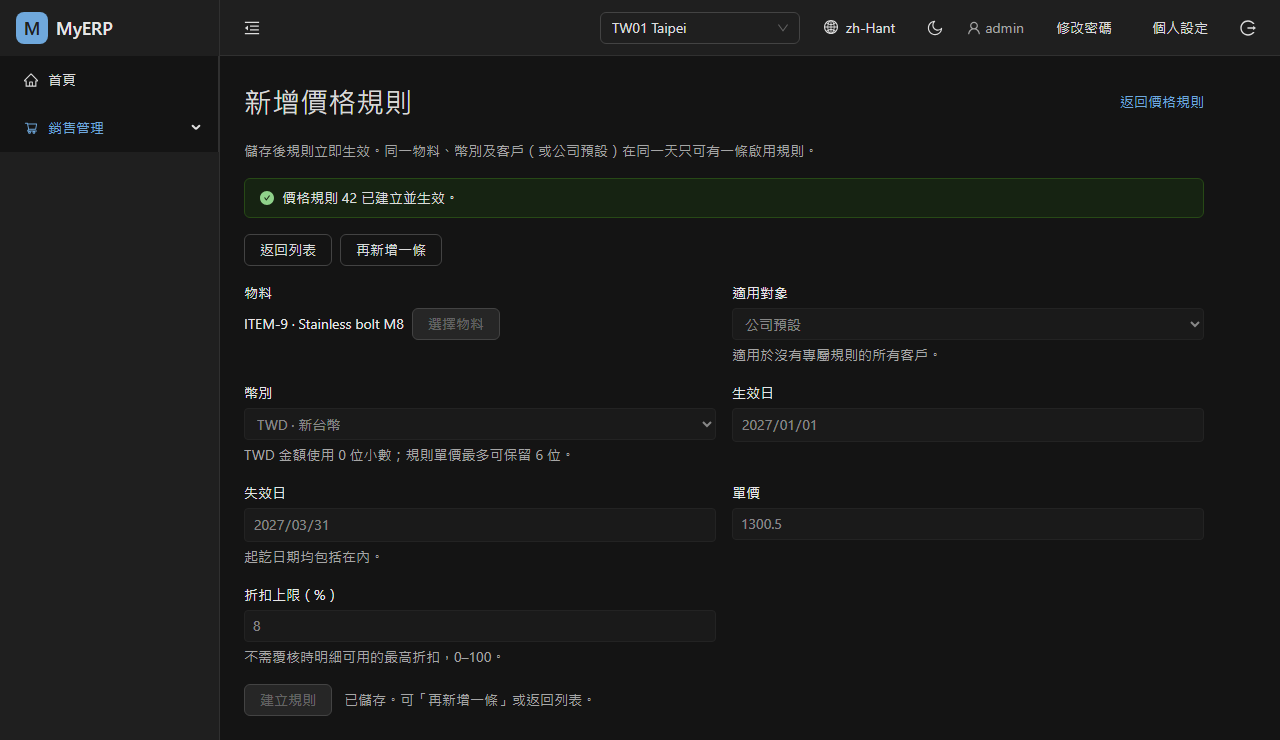 M MyERP
TW01 Taipei
zh-Hant
admin
修改密碼
個人設定
首頁
銷售管理
新增價格規則
返回價格規則
儲存後規則立即生效。同一物料、幣別及客戶（或公司預設）在同一天只可有一條啟用規則。
價格規則 42 已建立並生效。
返回列表
再新增一條
物料
適用對象
ITEM-9 · Stainless bolt M8
選擇物料
公司預設
適用於沒有專屬規則的所有客戶。
幣別
生效日
TWD · 新台幣
2027/01/01
TWD 金額使用 0 位小數；規則單價最多可保留 6 位。
失效日
單價
2027/03/31
1300.5
起訖日期均包括在內。
折扣上限（%）
8
不需覆核時明細可用的最高折扣，0–100。
建立規則
已儲存。可「再新增一條」或返回列表。